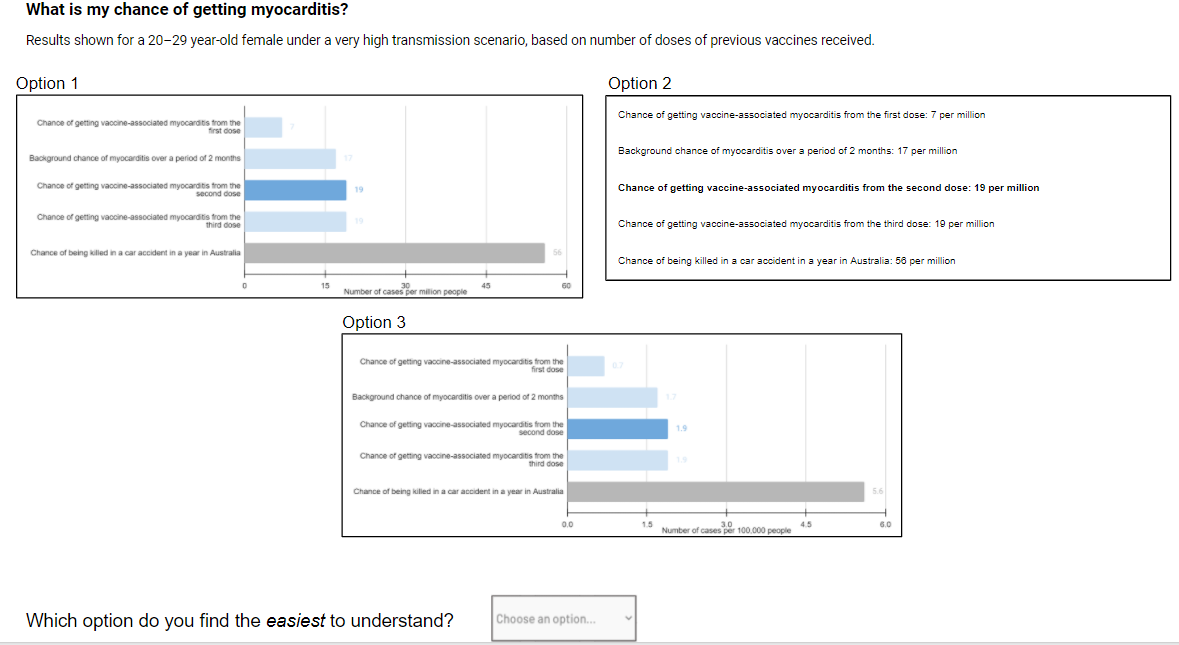 What is my chance of getting myocarditis?
Results shown for a 20–29 year-old female under a very high transmission scenario, based on number of doses of previous vaccines received.
Option 1
Chance of getting vaccine-associated myocarditis from the
first dose
7
Background chance of myocarditis over a period of 2 months
17
Chance of getting vaccine-associated myocarditis from the
second dose
19
Chance of getting vaccine-associated myocarditis from the
third dose
19
Chance of being killed in a car accident in a year in Australia
56
0 15 30 45 60
Number of cases per million people
Option 2
Chance of getting vaccine-associated myocarditis from the first dose: 7 per million
Background chance of myocarditis over a period of 2 months: 17 per million
Chance of getting vaccine-associated myocarditis from the second dose: 19 per million
Chance of getting vaccine-associated myocarditis from the third dose: 19 per million
Chance of being killed in a car accident in a year in Australia: 56 per million
Option 3
Chance of getting vaccine-associated myocarditis from the
first dose
0.7
Background chance of myocarditis over a period of 2 months
1.7
Chance of getting vaccine-associated myocarditis from the
second dose
1.9
Chance of getting vaccine-associated myocarditis from the
third dose
1.9
Chance of being killed in a car accident in a year in Australia
5.6
0.0 1.5 3.0 4.5 6.0
Number of cases per 100,000 people
Which option do you find the easiest to understand?
Choose an option...